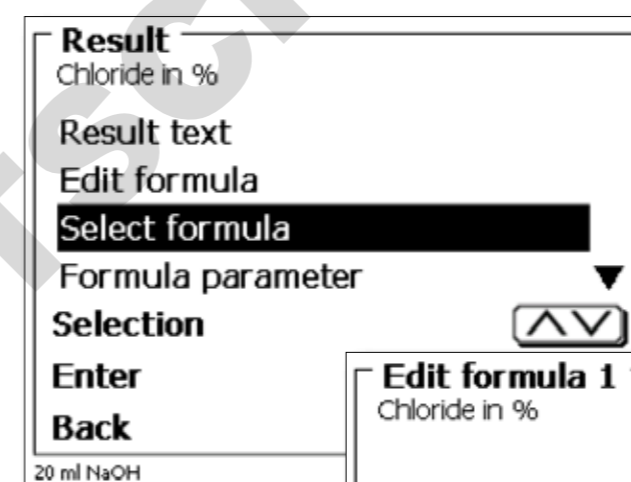 Result
Chloride in %
Result text
Edit formula
Select formula
Formula parameter
Selection
Enter
Back
20 ml NaOH
Edit formula 1
Chloride in %